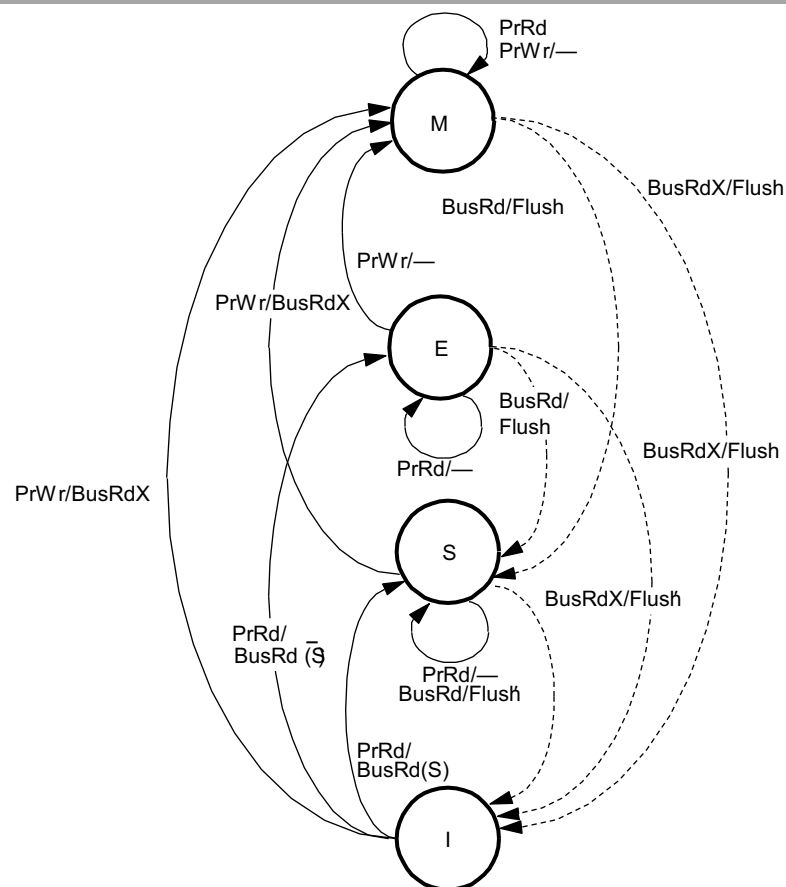 PrRd
PrWr/—
M
BusRdX/Flush
BusRd/Flush
PrWr/—
PrWr/BusRdX
E
BusRd/
Flush
BusRdX/Flush
PrRd/—
PrWr/BusRdX
S
BusRdX/Flush'
PrRd/
BusRd (S̅)
PrRd/—
BusRd/Flush'
PrRd/
BusRd(S)
I